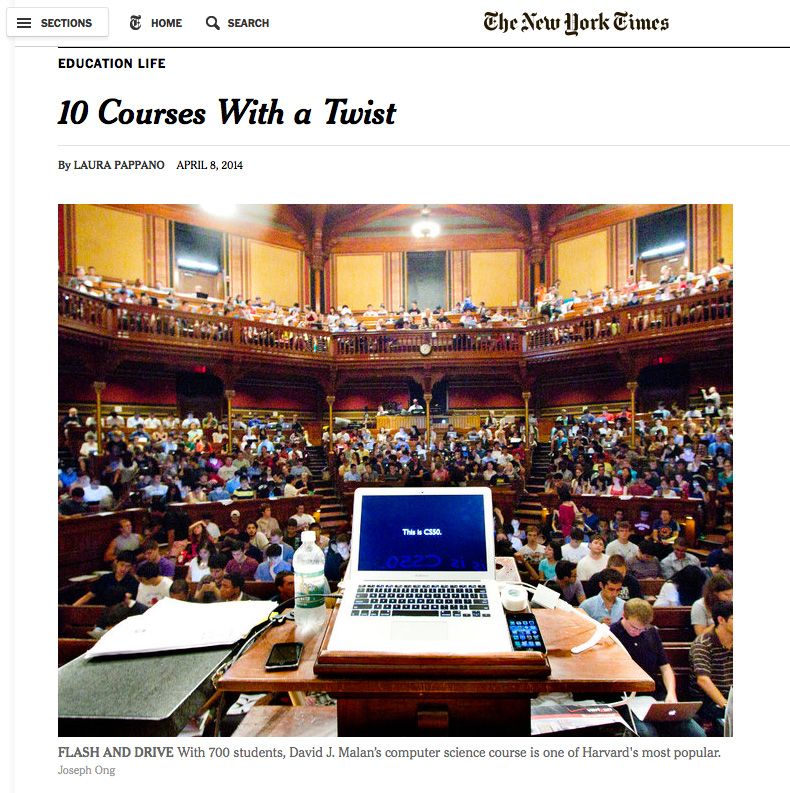 SECTIONS HOME SEARCH The New York Times
EDUCATION LIFE
10 Courses With a Twist
By LAURA PAPPANO APRIL 8, 2014
This is CS50.
FLASH AND DRIVE With 700 students, David J. Malan's computer science course is one of Harvard's most popular.
Joseph Ong